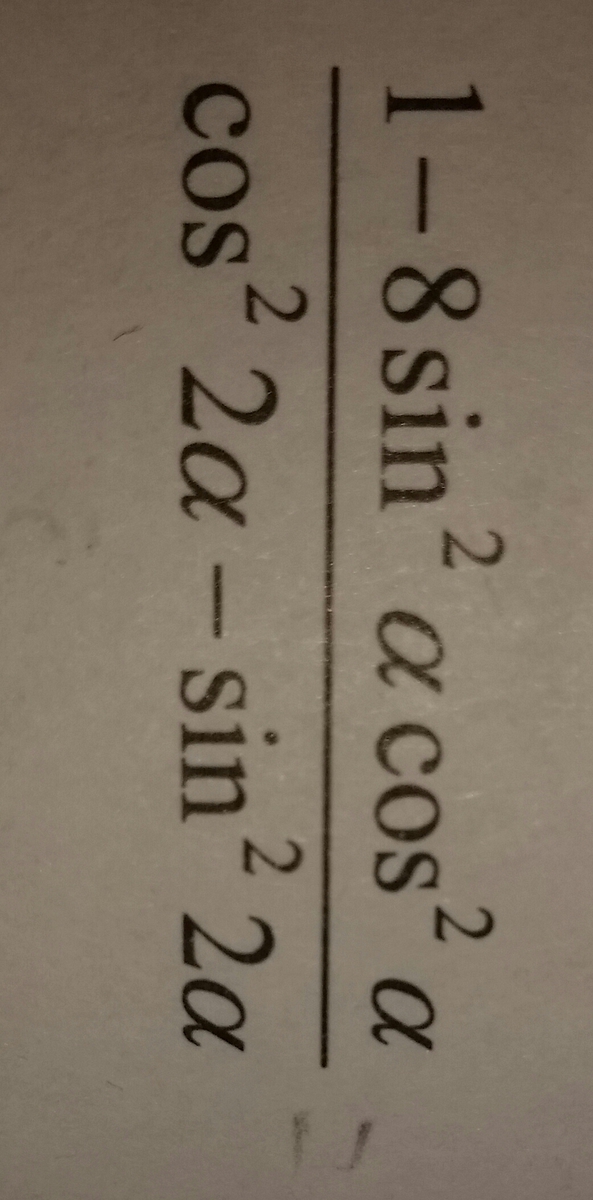 1 - 8 sin² α cos² α
cos² 2α - sin² 2α